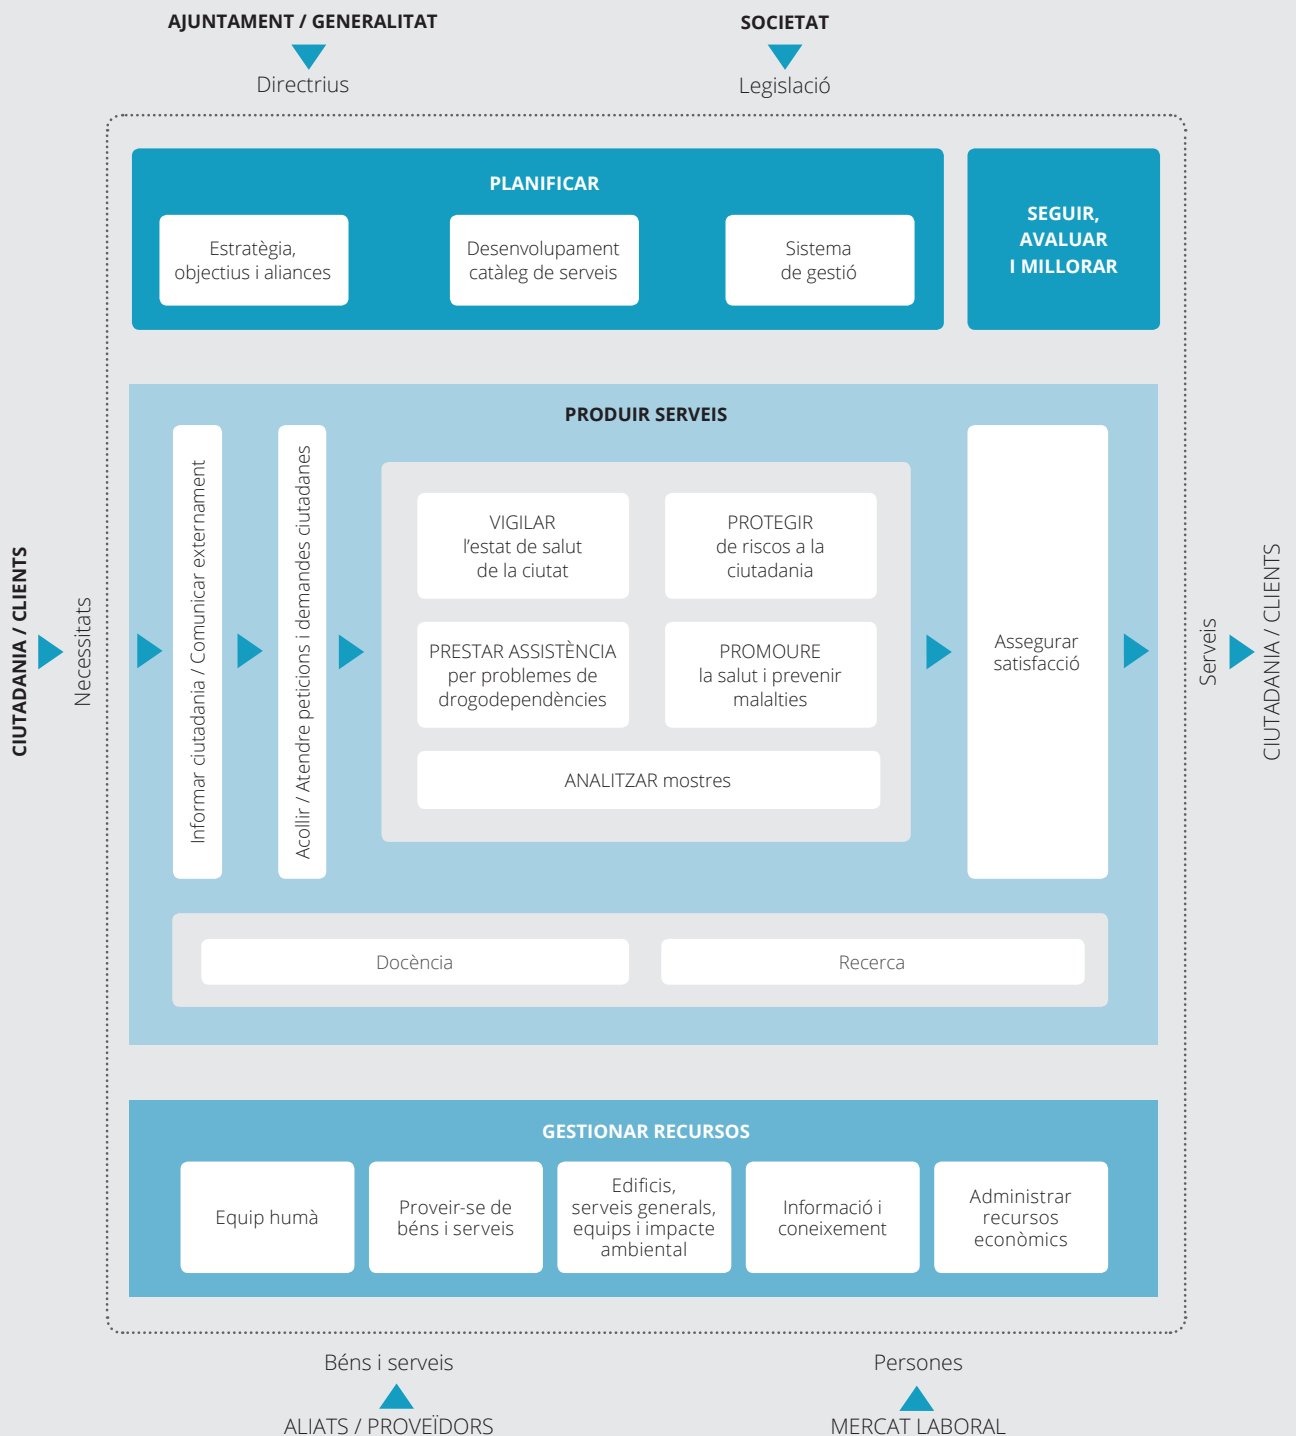 AJUNTAMENT / GENERALITAT
Directrius
SOCIETAT
Legislació
PLANIFICAR
Estratègia,
objectius i aliances
Desenvolupament
catàleg de serveis
Sistema
de gestió
SEGUIR,
AVALUAR
I MILLORAR
CIUTADANIA / CLIENTS
Necessitats
PRODUIR SERVEIS
Informar ciutadania / Comunicar externament
Acollir / Atendre peticions i demandes ciutadanes
VIGILAR
l'estat de salut
de la ciutat
PROTEGIR
de riscos a la
ciutadania
PRESTAR ASSISTÈNCIA
per problemes de
drogodependències
PROMOURE
la salut i prevenir
malalties
ANALITZAR mostres
Assegurar
satisfacció
Docència
Recerca
Serveis
CIUTADANIA / CLIENTS
GESTIONAR RECURSOS
Equip humà
Proveir-se de
béns i serveis
Edificis,
serveis generals,
equips i impacte
ambiental
Informació i
coneixement
Administrar
recursos
econòmics
Béns i serveis
ALIATS / PROVEÏDORS
Persones
MERCAT LABORAL